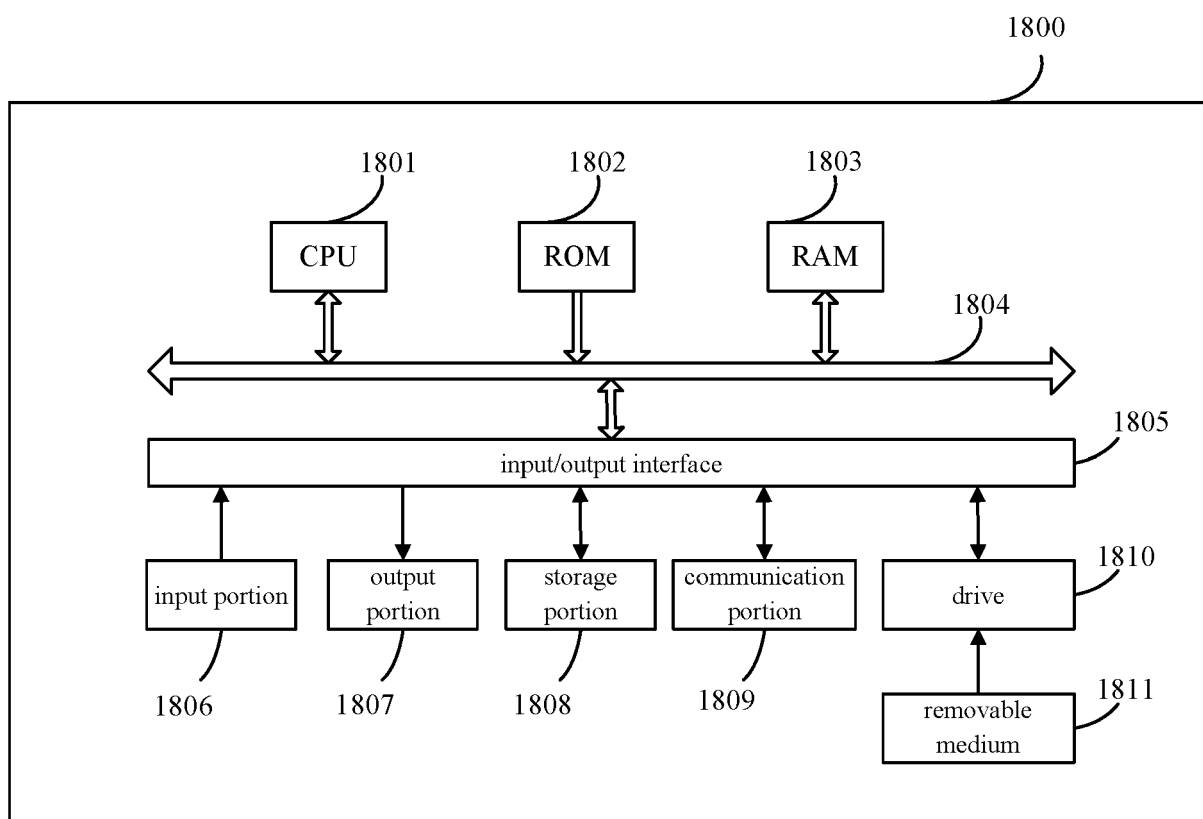 1800
1801
1802
1803
CPU
ROM
RAM
1804
1805
input/output interface
input portion
output
portion
storage
portion
communication
portion
drive
1810
1806
1807
1808
1809
removable
medium
1811